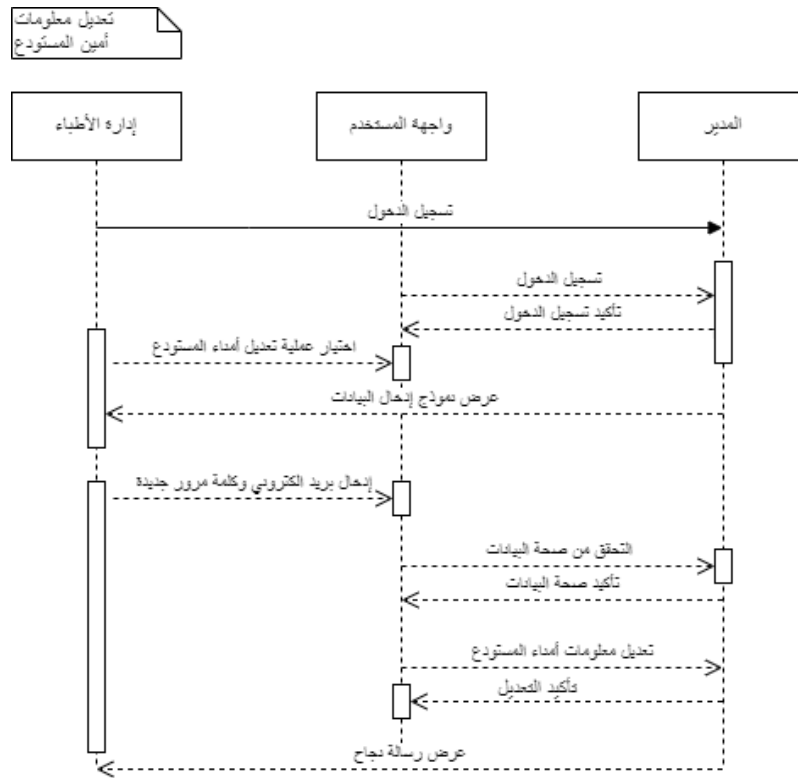 تعديل معلومات
أمين المستودع
المدير
واجهة المستخدم
إدارة الأطباء
تسجيل الدخول
تسجيل الدخول
تأكيد تسجيل الدخول
اختيار عملية تعديل أمناء المستودع
عرض نموذج إدخال البيانات
إدخال بريد الكتروني وكلمة مرور جديدة
التحقق من صحة البيانات
تأكيد صحة البيانات
تعديل معلومات أمناء المستودع
تأكيد التعديل
عرض رسالة نجاح